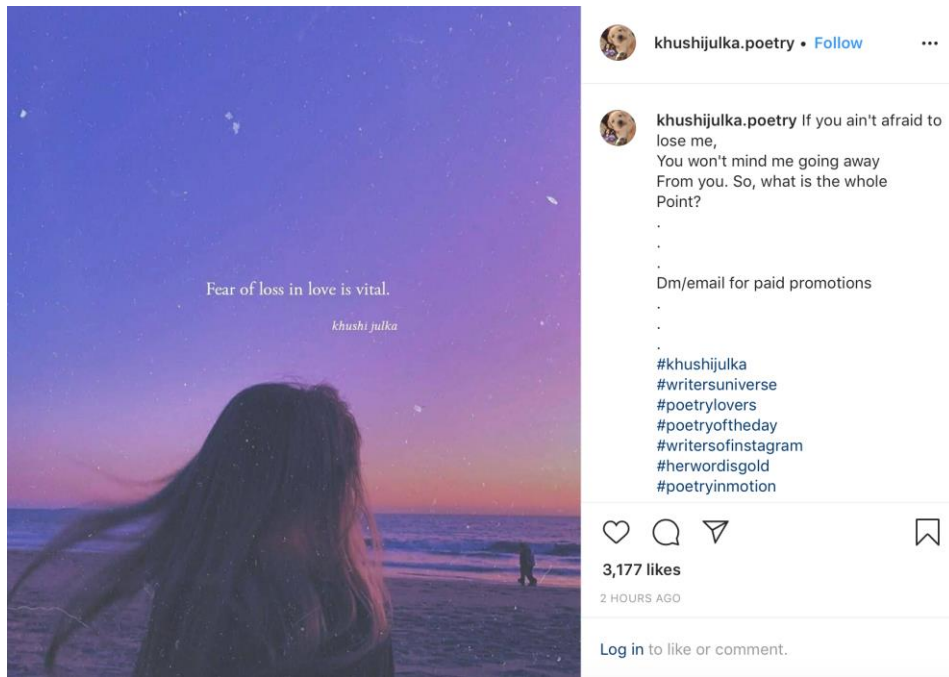 Fear of loss in love is vital.
khushi julka
khushijulka.poetry • Follow
khushijulka.poetry If you ain't afraid to
lose me,
You won't mind me going away
From you. So, what is the whole
Point?
.
.
.
Dm/email for paid promotions
.
.
.
#khushijulka
#writersuniverse
#poetrylovers
#poetryoftheday
#writersofinstagram
#herwordisgold
#poetryinmotion
3,177 likes
2 HOURS AGO
Log in to like or comment.